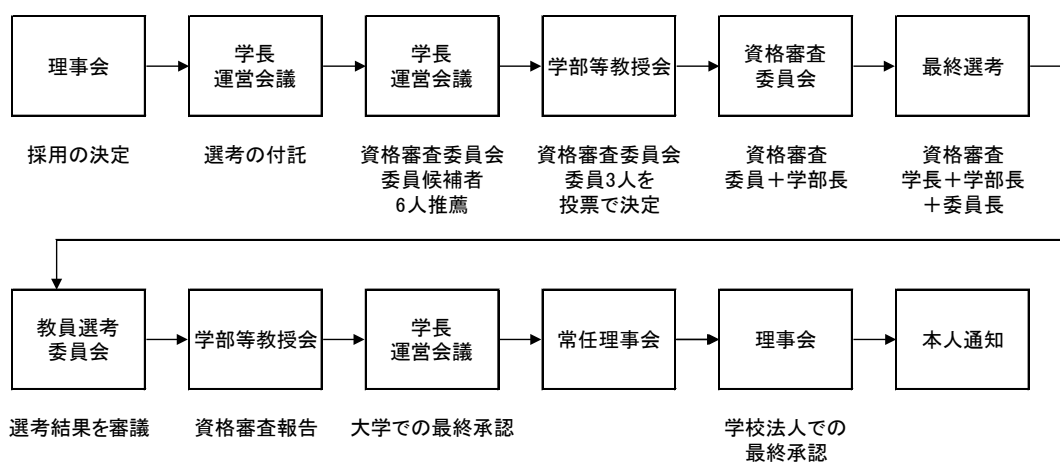 理事会
学長
運営会議
学長
運営会議
学部等教授会
資格審査
委員会
最終選考
採用の決定
選考の付託
資格審査委員会
委員候補者
6人推薦
資格審査委員会
委員3人を
投票で決定
資格審査
委員＋学部長
資格審査
学長＋学部長
＋委員長
教員選考
委員会
学部等教授会
学長
運営会議
常任理事会
理事会
本人通知
選考結果を審議
資格審査報告
大学での最終承認
学校法人での
最終承認